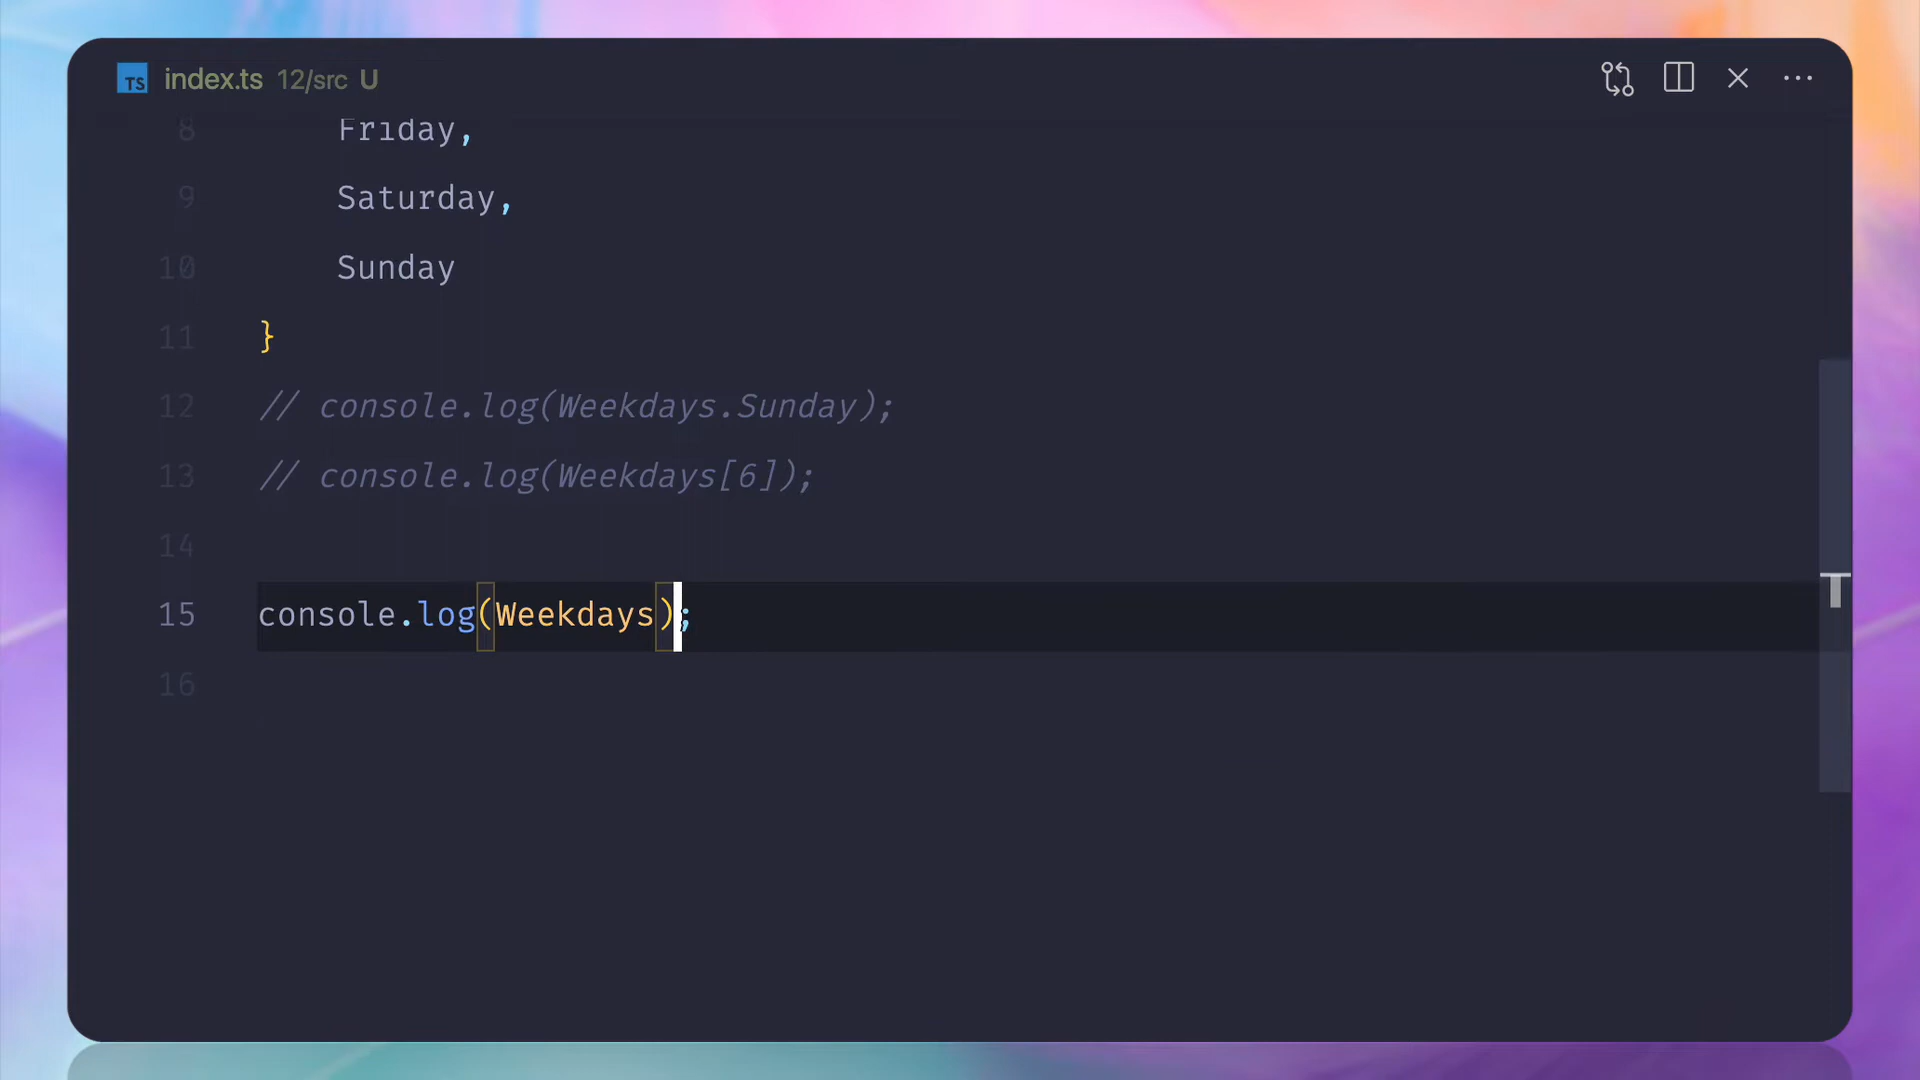 TS index.ts 12/src U
8 Friday,
9 Saturday,
10 Sunday
11 }
12 // console.log(Weekdays.Sunday);
13 // console.log(Weekdays[6]);
14
15 console.log(Weekdays);
16